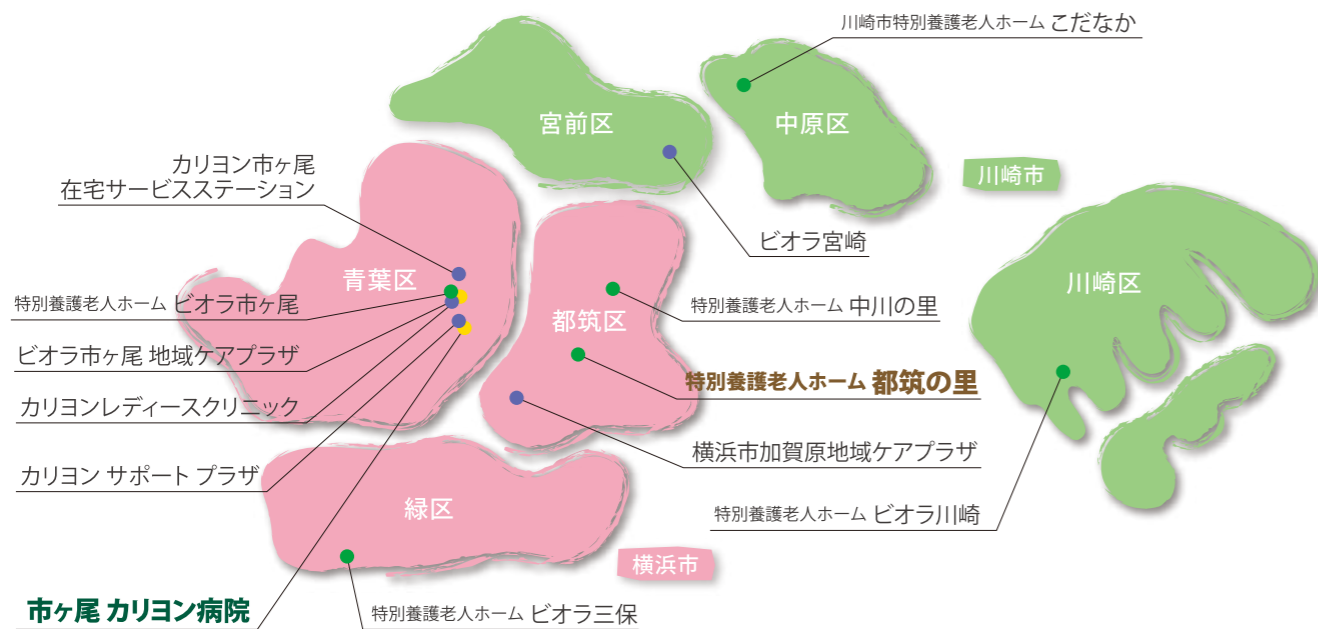 川崎市特別養護老人ホーム こだなか
宮前区
中原区
川崎市
カリヨン市ヶ尾
在宅サービスステーション
ビオラ宮崎
青葉区
川崎区
特別養護老人ホーム ビオラ市ヶ尾
特別養護老人ホーム 中川の里
都筑区
ビオラ市ヶ尾 地域ケアプラザ
特別養護老人ホーム 都筑の里
カリヨンレディースクリニック
横浜市加賀原地域ケアプラザ
カリヨン サポート プラザ
緑区
特別養護老人ホーム ビオラ川崎
横浜市
市ヶ尾 カリヨン病院
特別養護老人ホーム ビオラ三保